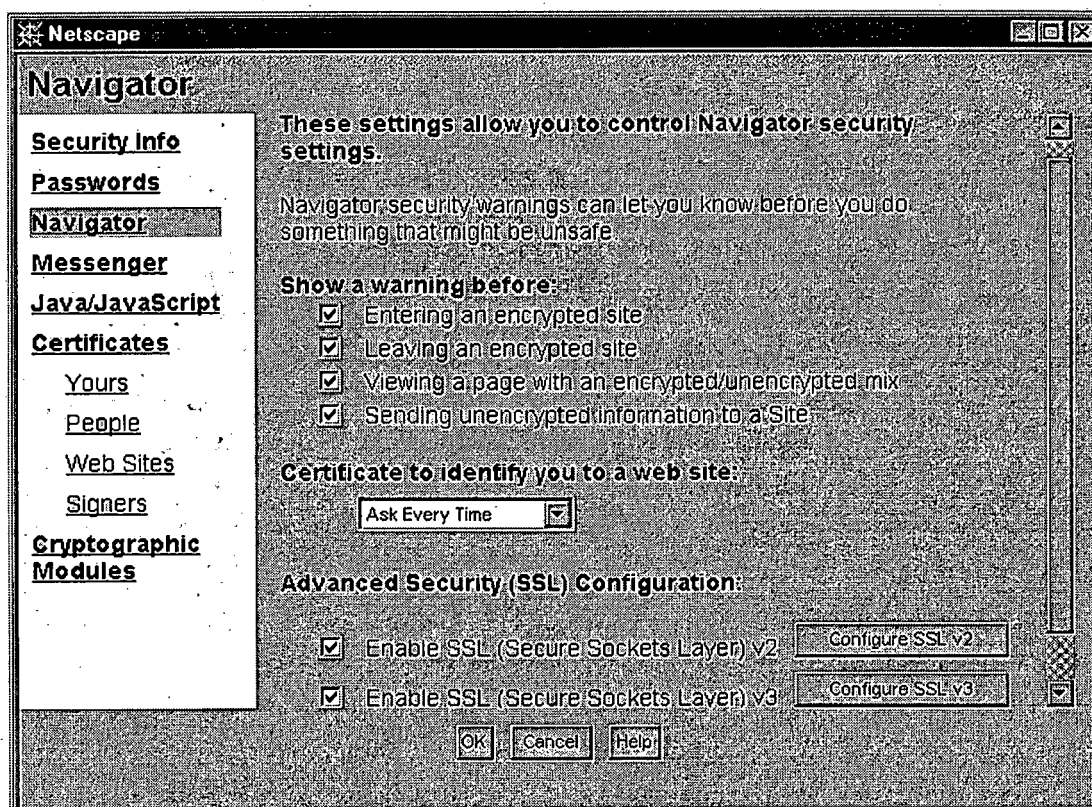 Netscape
Navigator
Security Info
Passwords
Navigator
Messenger
Java/JavaScript
Certificates
Yours
People
Web Sites
Signers
Cryptographic
Modules
These settings allow you to control Navigator security
settings.
Navigator security warnings can let you know before you do
something that might be unsafe
Show a warning before:
Entering an encrypted site
Leaving an encrypted site
Viewing a page with an encrypted/unencrypted mix
Sending unencrypted information to a Site
Certificate to identify you to a web site:
Ask Every Time
Advanced Security (SSL) Configuration:
Enable SSL (Secure Sockets Layer) v2 Configure SSL v2
Enable SSL (Secure Sockets Layer) v3 Configure SSL v3
OK Cancel Help